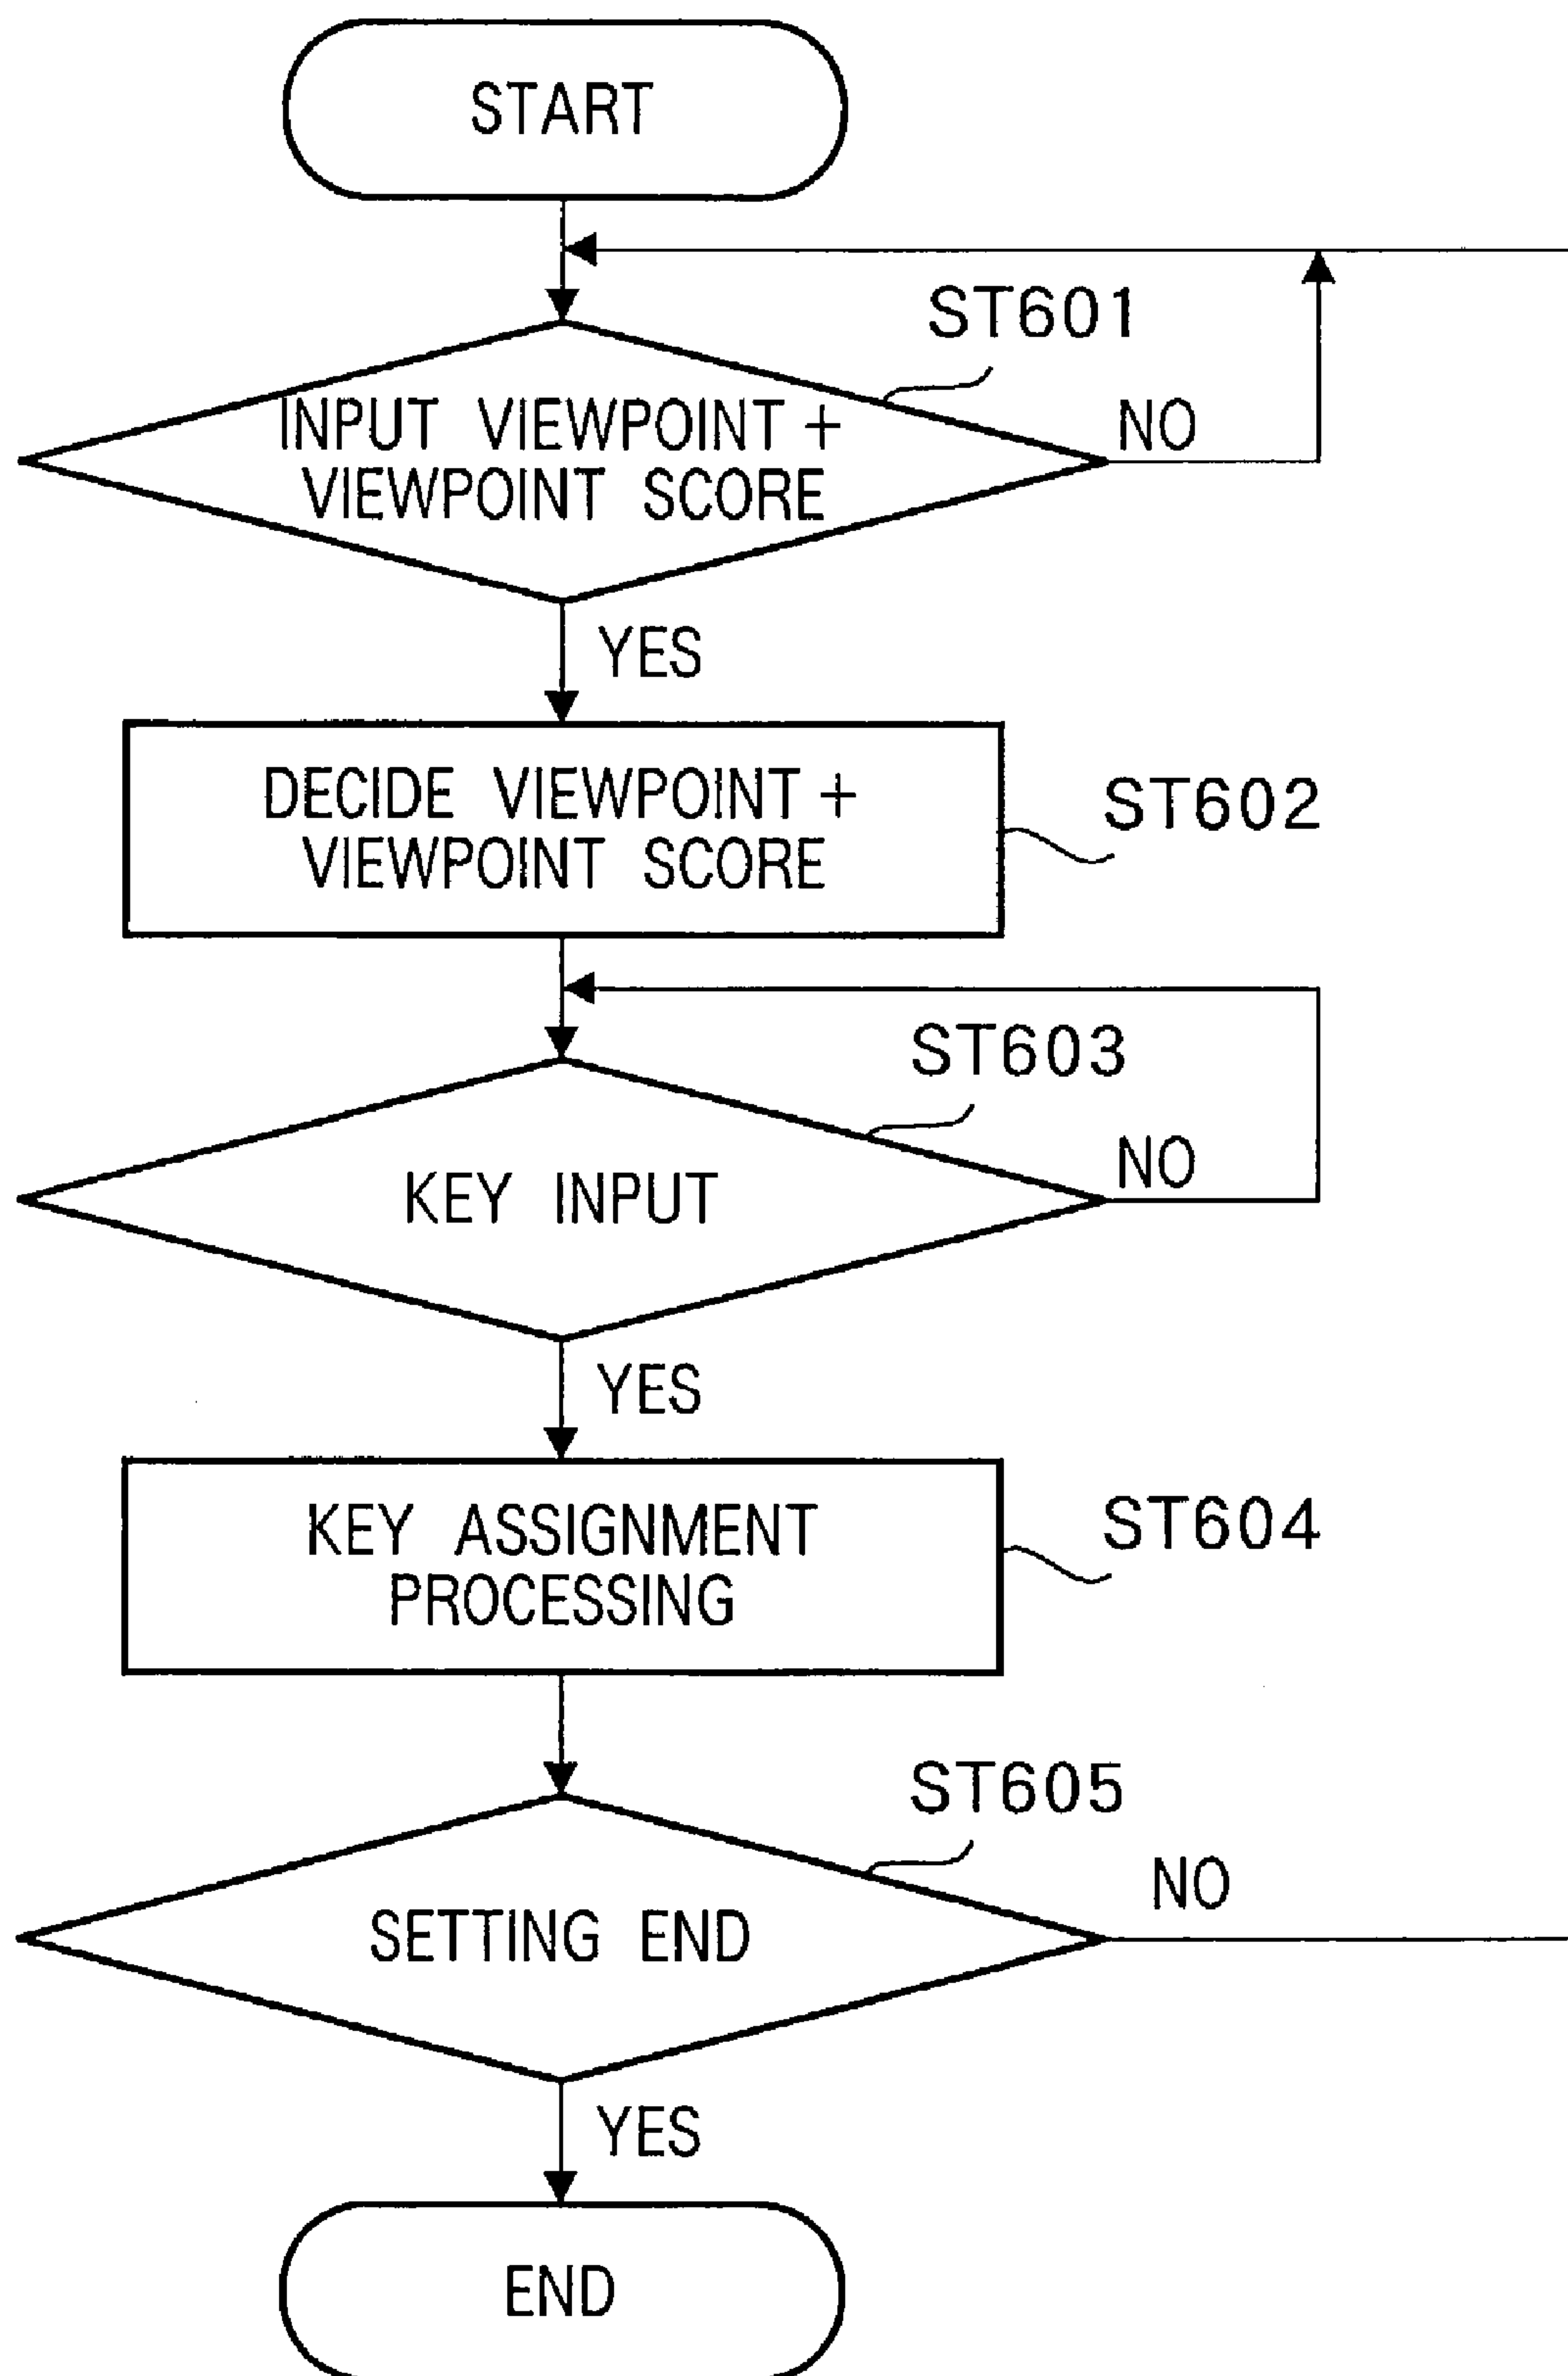 START
ST601
INPUT VIEWPOINT +
VIEWPOINT SCORE
NO
YES
DECIDE VIEWPOINT +
VIEWPOINT SCORE
ST602
ST603
KEY INPUT
NO
YES
KEY ASSIGNMENT
PROCESSING
ST604
ST605
SETTING END
NO
YES
END